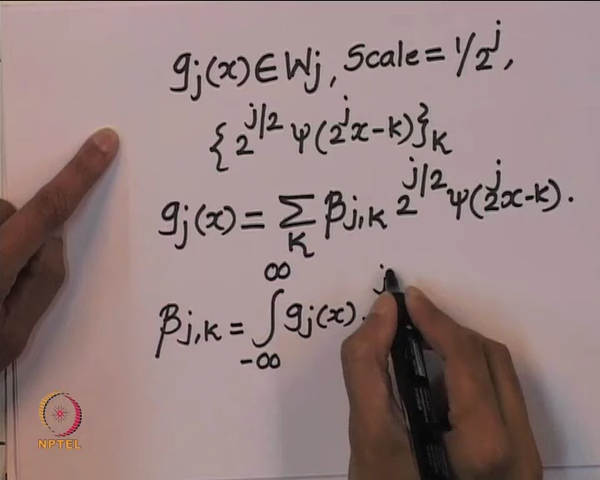 gj(x) ∈ Wj, Scale = 1/2^j,
{2^j/2 ψ(2^j x-k)}k
gj(x) = Σk βj,k 2^j/2 ψ(2^j x-k).
βj,k = ∫-∞^∞ gj(x). j
NPTEL